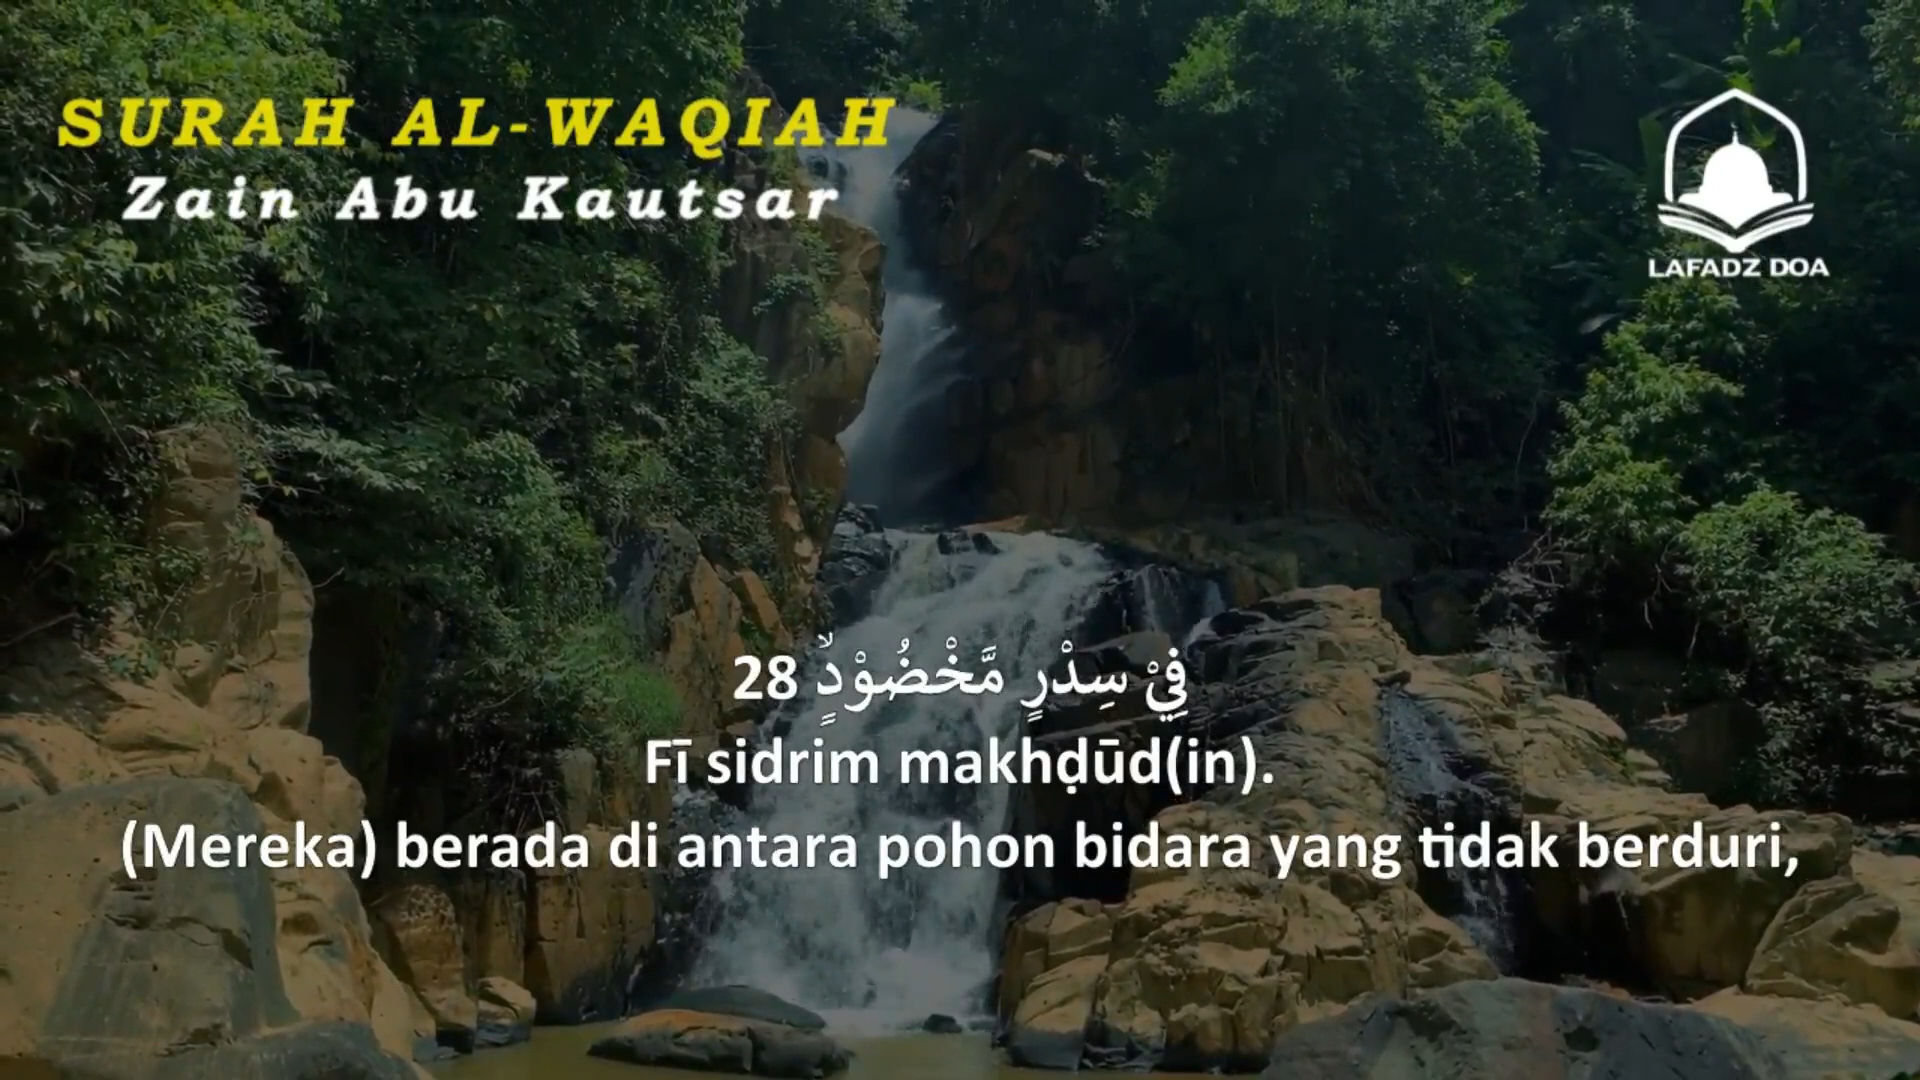 SURAH AL-WAQIAH
Zain Abu Kautsar
LAFADZ DOA
فِيْ سِدْرٍ مَّخْضُوْدٍۙ 28
Fī sidrim makhḍūd(in).
(Mereka) berada di antara pohon bidara yang tidak berduri,